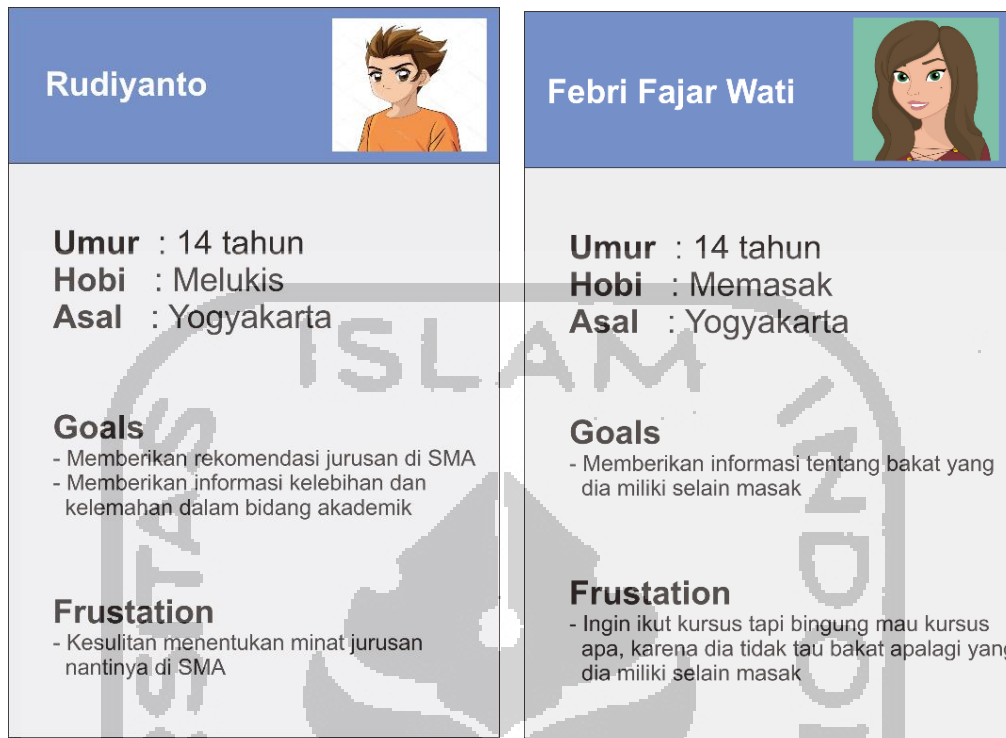 Rudiyanto
Umur : 14 tahun
Hobi : Melukis
Asal : Yogyakarta
Goals
- Memberikan rekomendasi jurusan di SMA
- Memberikan informasi kelebihan dan
kelemahan dalam bidang akademik
Frustation
- Kesulitan menentukan minat jurusan
nantinya di SMA
Febri Fajar Wati
Umur : 14 tahun
Hobi : Memasak
Asal : Yogyakarta
Goals
- Memberikan informasi tentang bakat yang
dia miliki selain masak
Frustation
- Ingin ikut kursus tapi bingung mau kursus
apa, karena dia tidak tau bakat apalagi yang
dia miliki selain masak
ISLAM